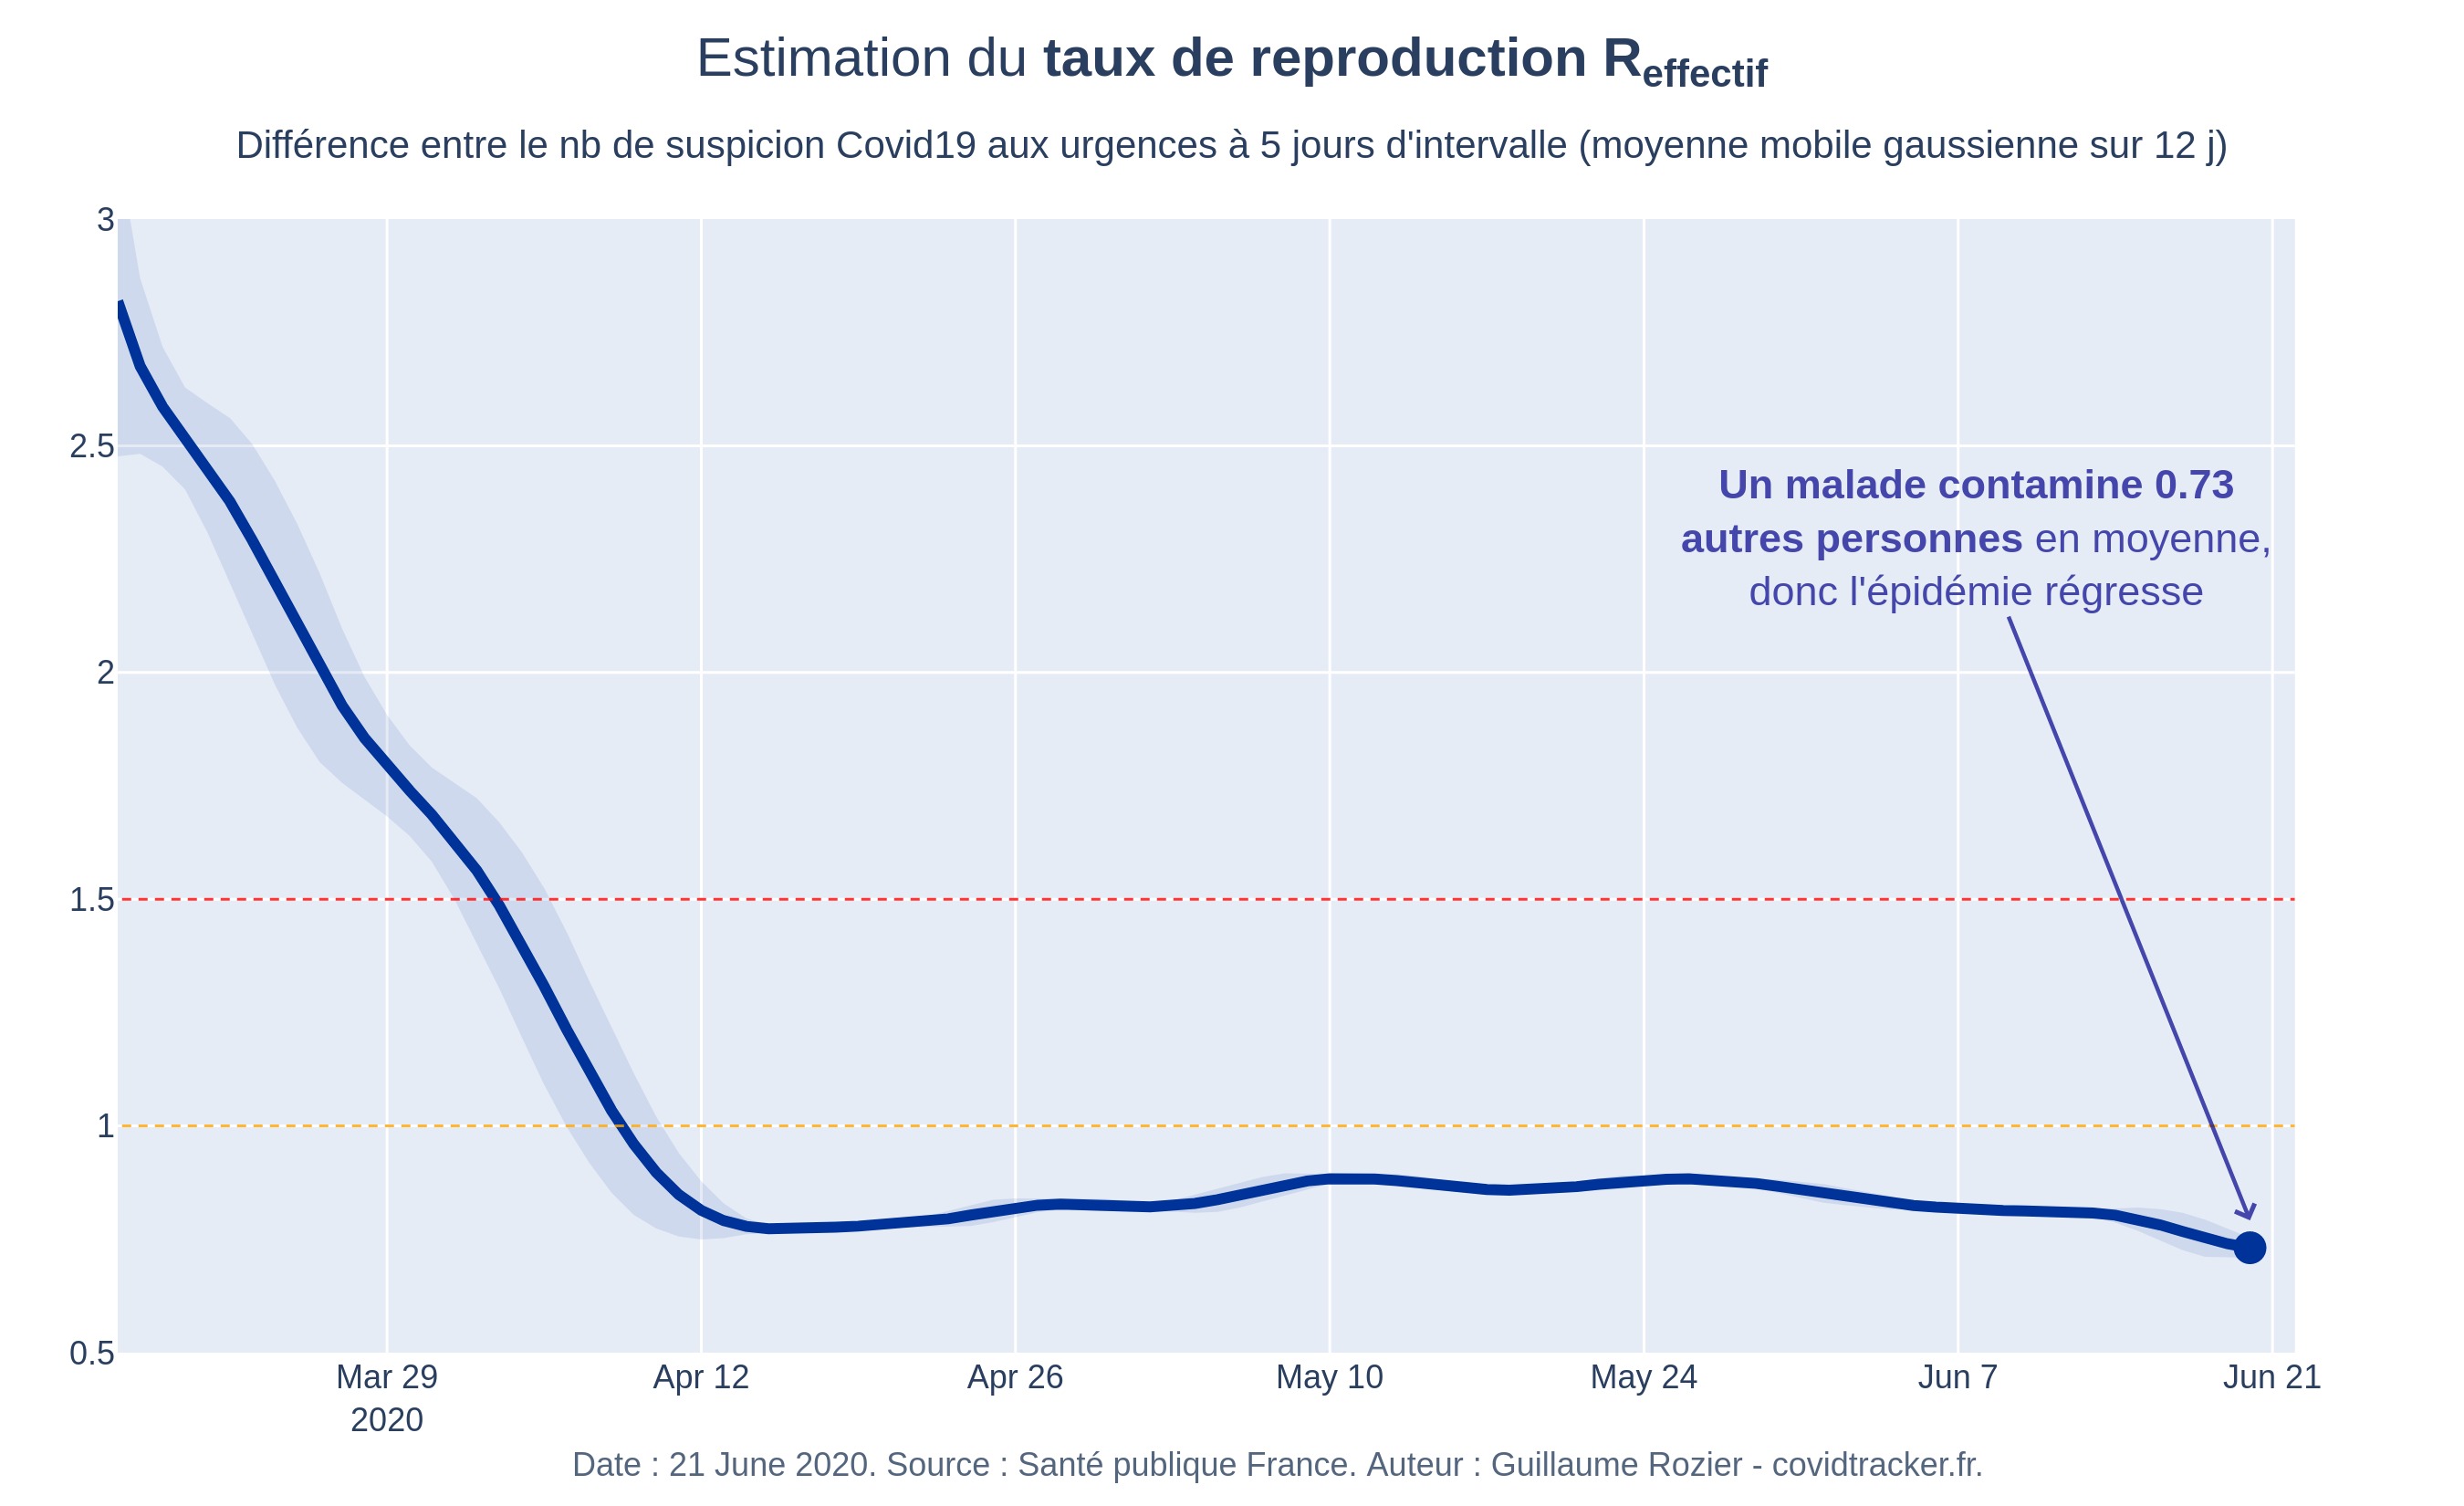 Estimation du taux de reproduction Reffectif
Différence entre le nb de suspicion Covid19 aux urgences à 5 jours d'intervalle (moyenne mobile gaussienne sur 12 j)
3
2.5
Un malade contamine 0.73
autres personnes en moyenne,
donc l'épidémie régresse
2
1.5
1
0.5
Mar 29 Apr 12 Apr 26 May 10 May 24 Jun 7 Jun 21
2020
Date : 21 June 2020. Source : Santé publique France. Auteur : Guillaume Rozier - covidtracker.fr.